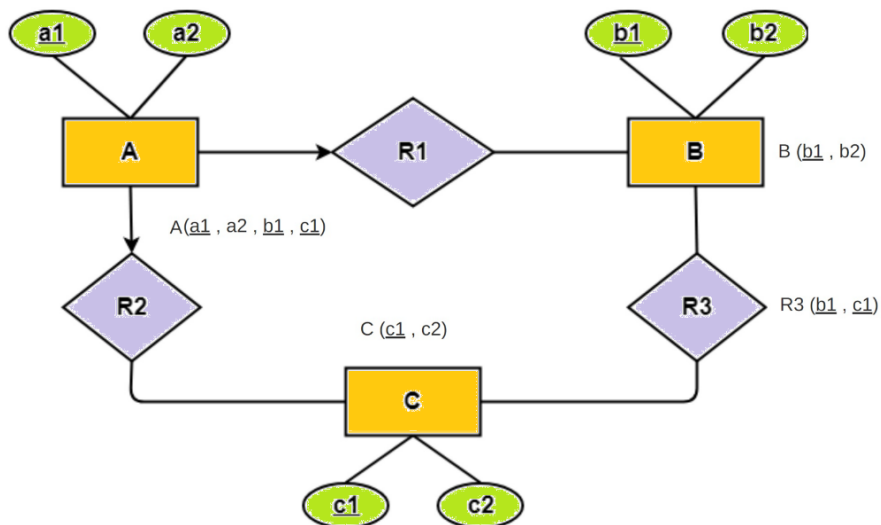 a1
a2
b1
b2
A
R1
B
B (b1 , b2)
A(a1 , a2 , b1 , c1)
R2
R3
R3 (b1 , c1)
C (c1 , c2)
C
c1
c2